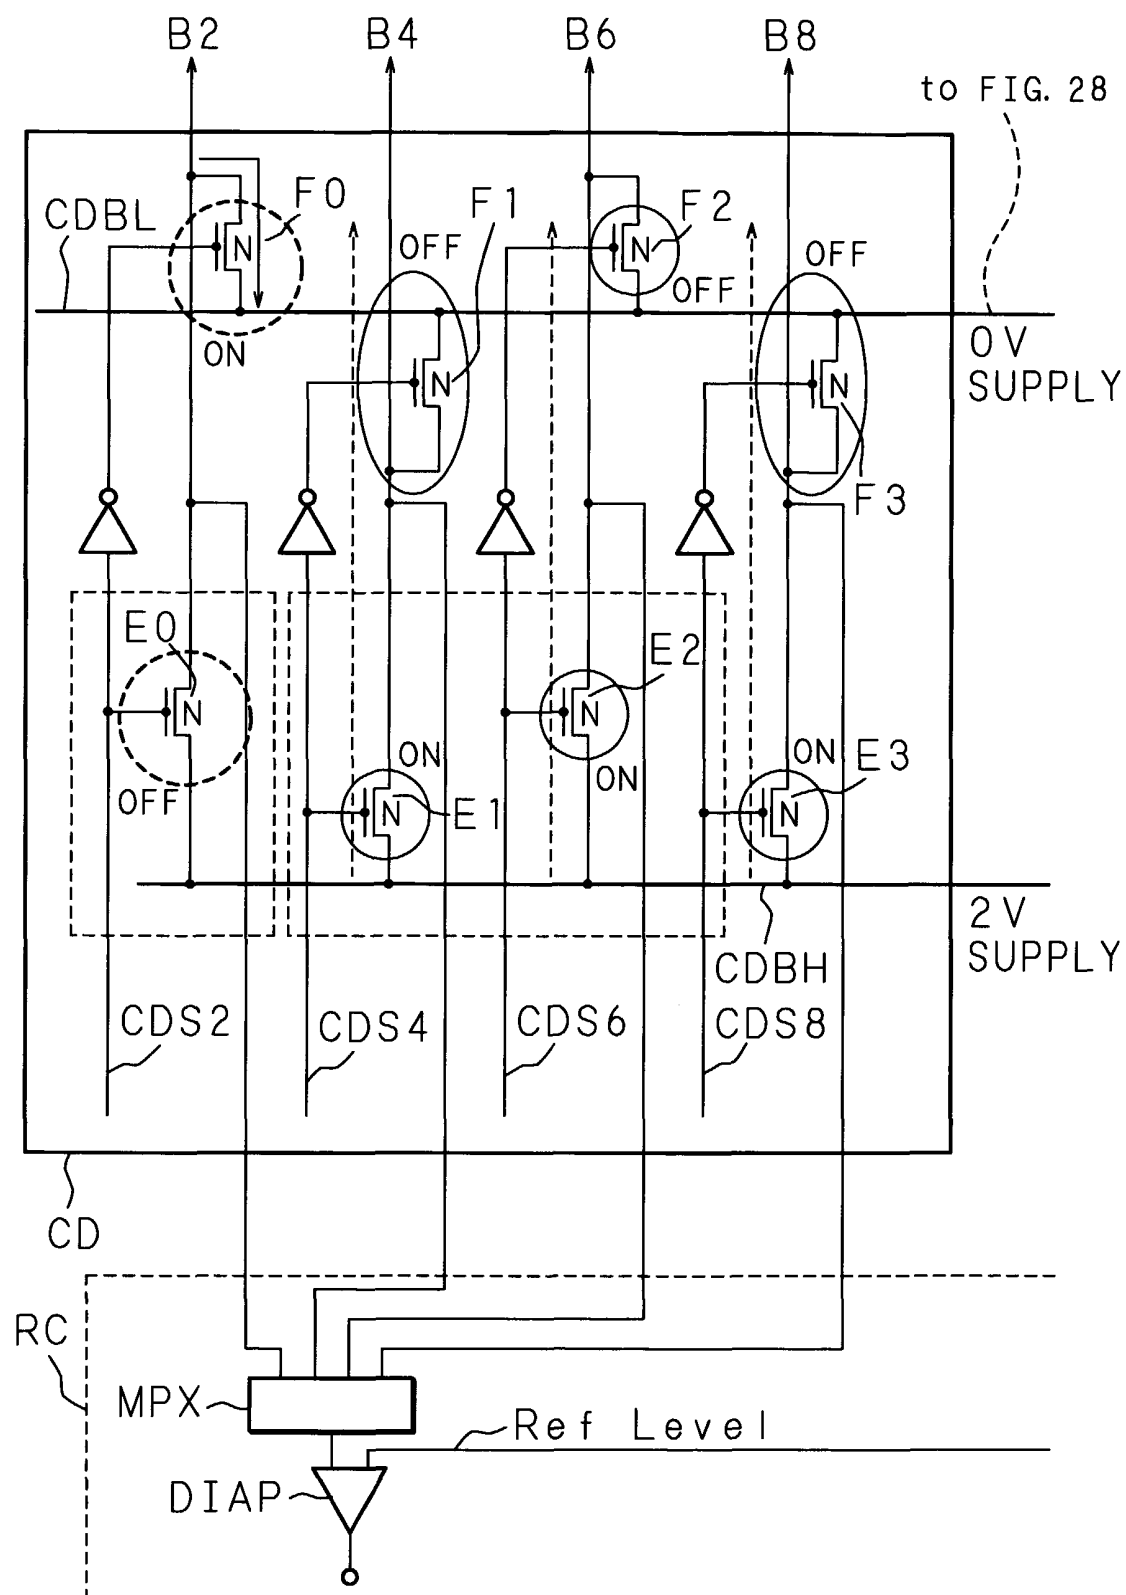 B2 B4 B6 B8
to FIG. 28
CDBL
F0
F1
F2
OFF
OFF
N
N
OFF
ON
0V
SUPPLY
N
N
F3
E0
E2
N
N
ON
ON
E3
OFF
ON
N
E1
N
2V
SUPPLY
CDBH
CDS2
CDS4
CDS6
CDS8
CD
RC
MPX
Ref Level
DIAP